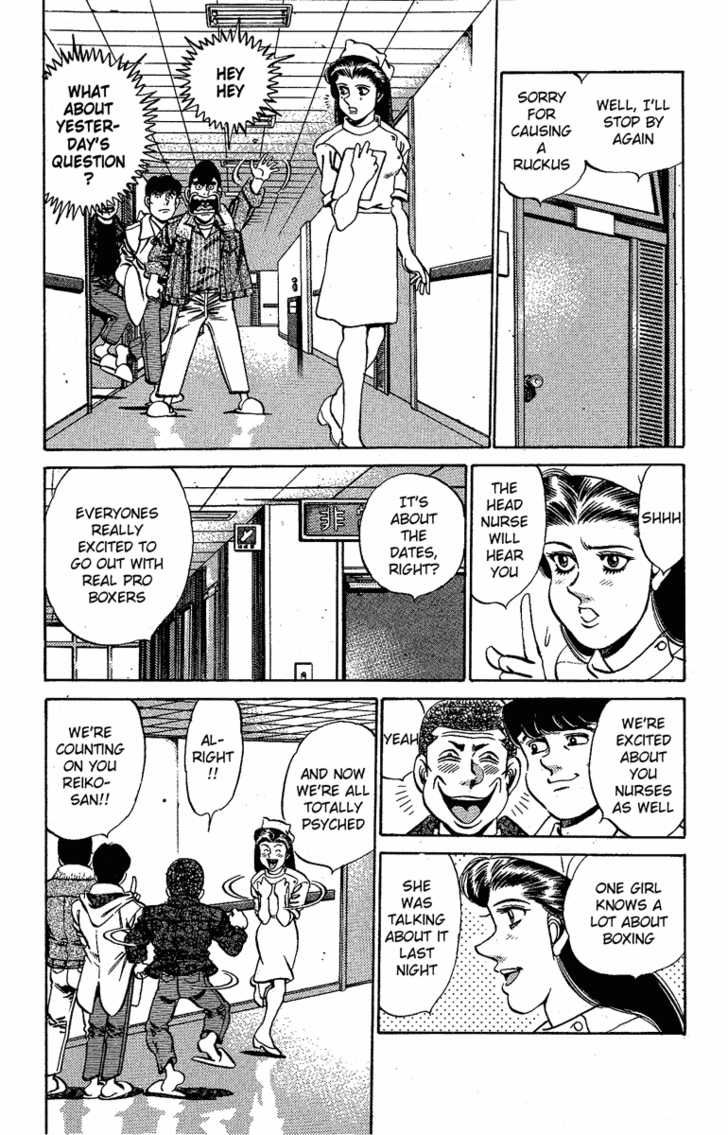 WELL, I'LL
STOP BY
AGAIN
SORRY
FOR
CAUSING
A
RUCKUS
HEY
HEY
WHAT
ABOUT
YESTER-
DAY'S
QUESTION
?
SHHH
THE
HEAD
NURSE
WILL
HEAR
YOU
IT'S
ABOUT
THE
DATES,
RIGHT?
非
EVERYONES
REALLY
EXCITED TO
GO OUT WITH
REAL PRO
BOXERS
WE'RE
EXCITED
ABOUT
YOU
NURSES
AS WELL
YEAH
ONE GIRL
KNOWS A
LOT ABOUT
BOXING
SHE
WAS
TALKING
ABOUT IT
LAST
NIGHT
AND NOW
WE'RE ALL
TOTALLY
PSYCHED
AL-
RIGHT
!!
WE'RE
COUNTING
ON YOU
REIKO-
SAN!!